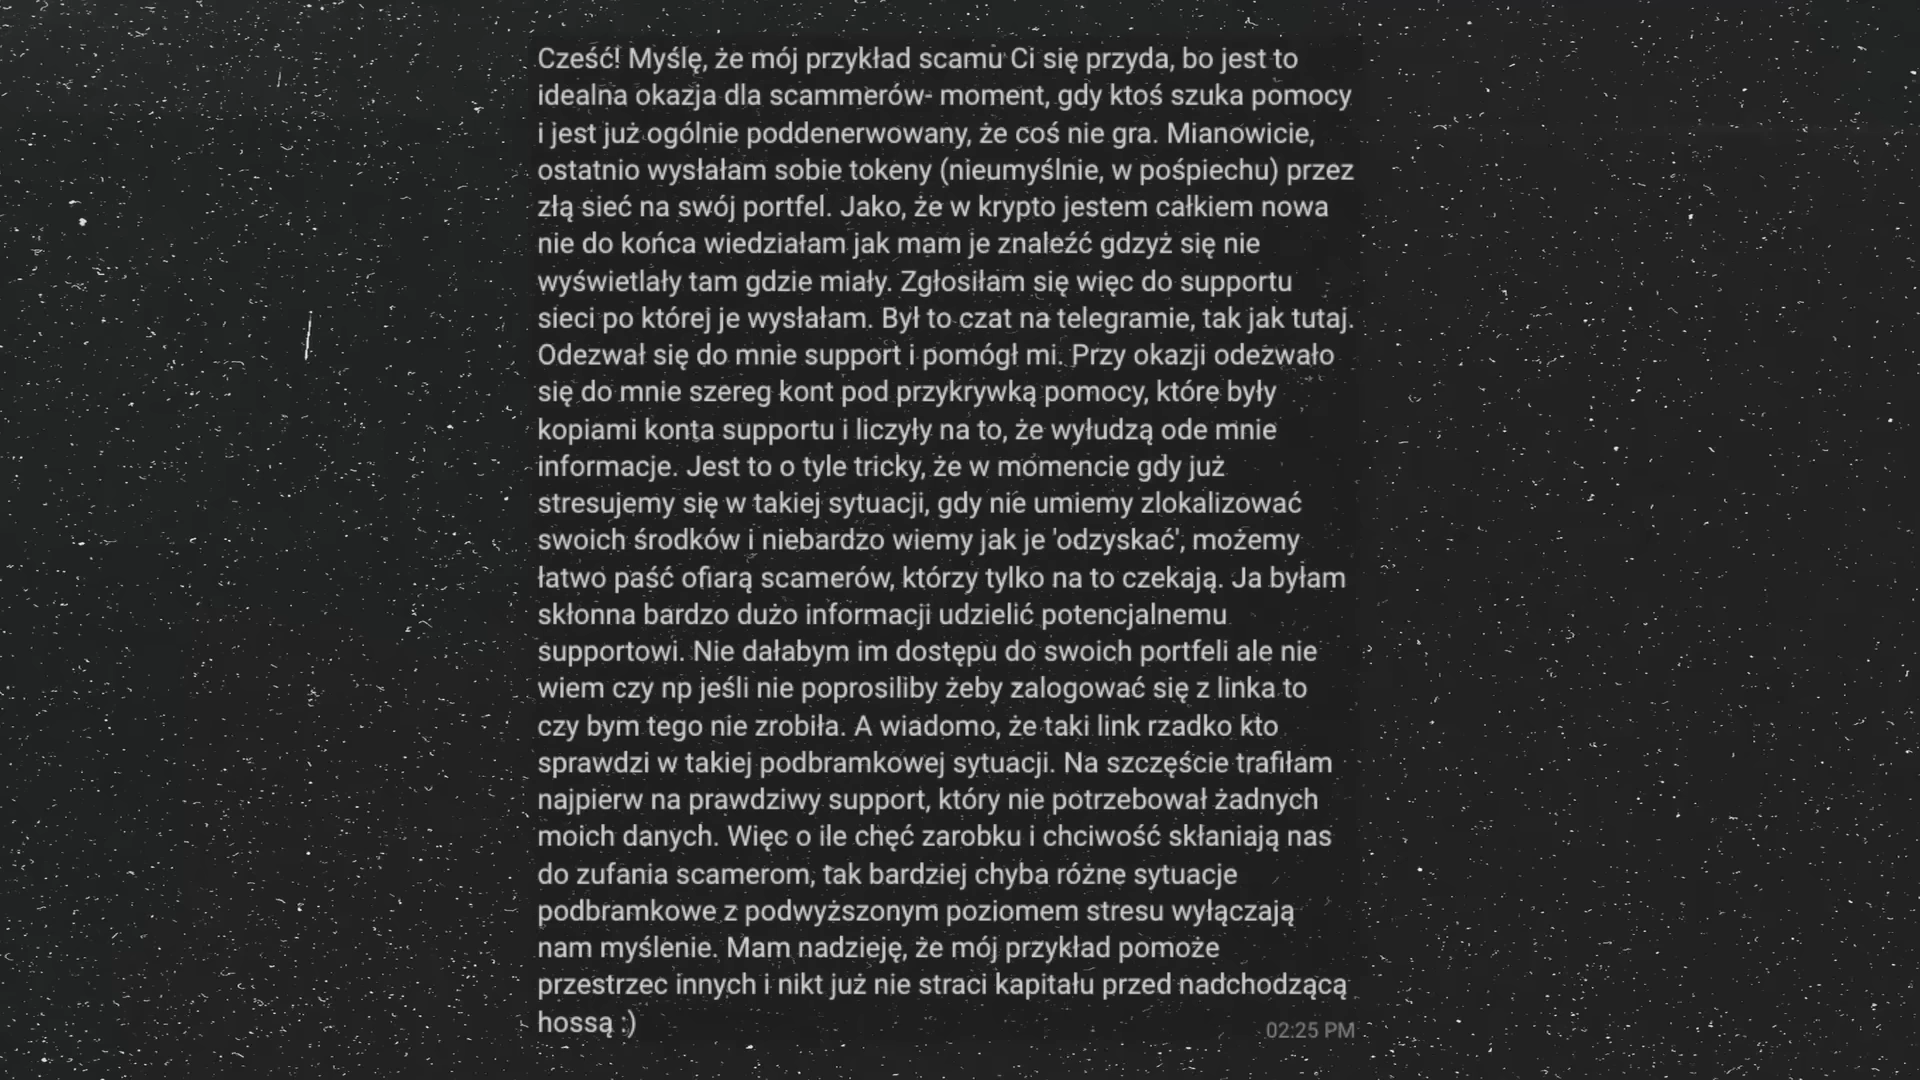 Cześć! Myślę, że mój przykład scamu Ci się przyda, bo jest to
idealna okazja dla scammerów- moment, gdy ktoś szuka pomocy
i jest już ogólnie poddenerwowany, że coś nie gra. Mianowicie,
ostatnio wysłałam sobie tokeny (nieumyślnie, w pośpiechu) przez
złą sieć na swój portfel. Jako, że w krypto jestem całkiem nowa
nie do końca wiedziałam jak mam je znaleźć gdzyż się nie
wyświetlały tam gdzie miały. Zgłosiłam się więc do supportu
sieci po której je wysłałam. Był to czat na telegramie, tak jak tutaj.
Odezwał się do mnie support i pomógł mi. Przy okazji odezwało
się do mnie szereg kont pod przykrywką pomocy, które były
kopiami konta supportu i liczyły na to, że wyłudzą ode mnie
informacje. Jest to o tyle tricky, że w momencie gdy już
stresujemy się w takiej sytuacji, gdy nie umiemy zlokalizować
swoich środków i niebardzo wiemy jak je 'odzyskać', możemy
łatwo paść ofiarą scamerów, którzy tylko na to czekają. Ja byłam
skłonna bardzo dużo informacji udzielić potencjalnemu
supportowi. Nie dałabym im dostępu do swoich portfeli ale nie
wiem czy np jeśli nie poprosiliby żeby zalogować się z linka to
czy bym tego nie zrobiła. A wiadomo, że taki link rzadko kto
sprawdzi w takiej podbramkowej sytuacji. Na szczęście trafiłam
najpierw na prawdziwy support, który nie potrzebował żadnych
moich danych. Więc o ile chęć zarobku i chciwość skłaniają nas
do zufania scamerom, tak bardziej chyba różne sytuacje
podbramkowe z podwyższonym poziomem stresu wyłączają
nam myślenie. Mam nadzieję, że mój przykład pomoże
przestrzec innych i nikt już nie straci kapitału przed nadchodzącą
hossą :)
02:25 PM